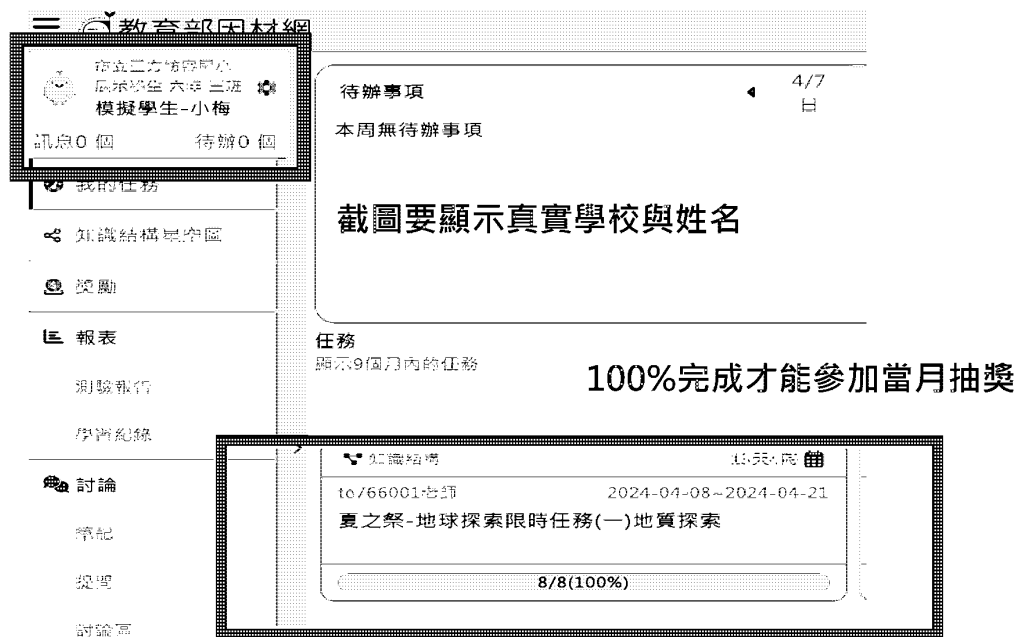 教育部因材網
模擬學生-小梅
訊息0 個
待辦0 個
我的任務
知識結構星空圖
獎勵
報表
測驗報告
學習紀錄
討論
筆記
提問
討論區
待辦事項
4/7
日
本周無待辦事項
截圖要顯示真實學校與姓名
任務
顯示9個月內的任務
100%完成才能參加當月抽獎
知識結構
te766001老師
2024-04-08~2024-04-21
夏之祭-地球探索限時任務(一)地質探索
8/8(100%)